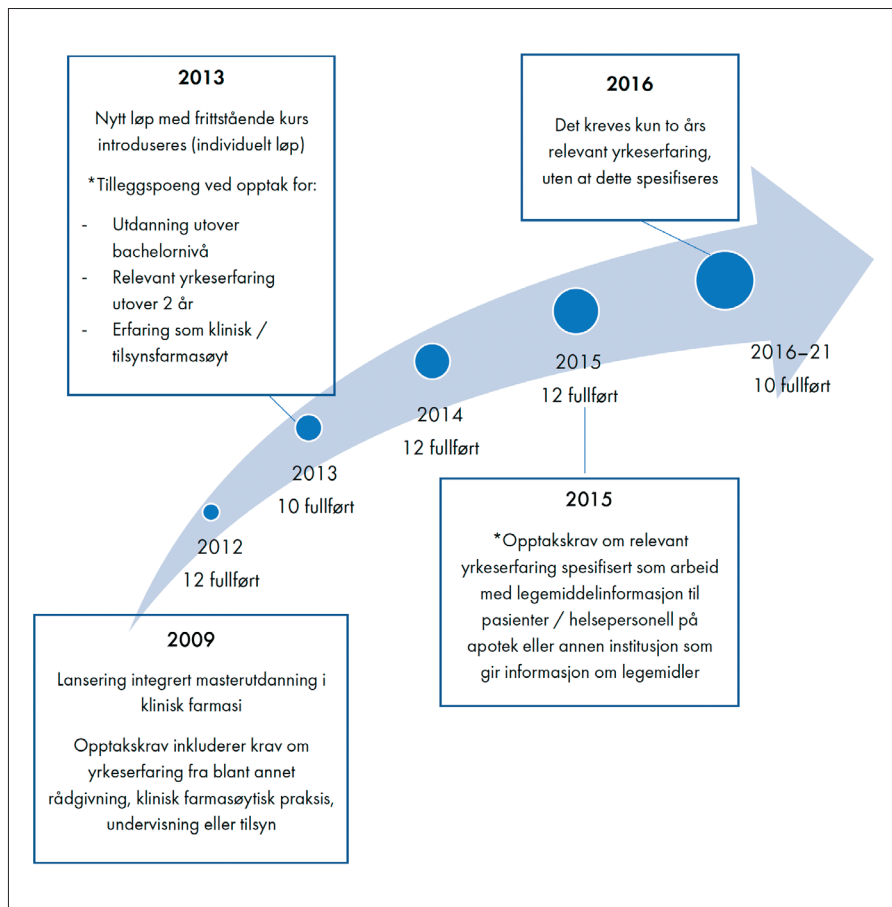 2013
Nytt løp med frittstående kurs
introduseres (individuelt løp)
*Tilleggspoeng ved opptak for:
- Utdanning utover
bachelornivå
- Relevant yrkeserfaring
utover 2 år
- Erfaring som klinisk /
tilsynsfarmasøyt
2016
Det kreves kun to års
relevant yrkeserfaring,
uten at dette spesifiseres
2016–21
10 fullført
2015
12 fullført
2014
12 fullført
2013
10 fullført
2012
12 fullført
2015
*Opptakskrav om relevant
yrkeserfaring spesifisert som arbeid
med legemiddelinformasjon til
pasienter / helsepersonell på
apotek eller annen institusjon som
gir informasjon om legemidler
2009
Lansering integrert masterutdanning i
klinisk farmasi
Opptakskrav inkluderer krav om
yrkeserfaring fra blant annet
rådgivning, klinisk farmasøytisk praksis,
undervisning eller tilsyn